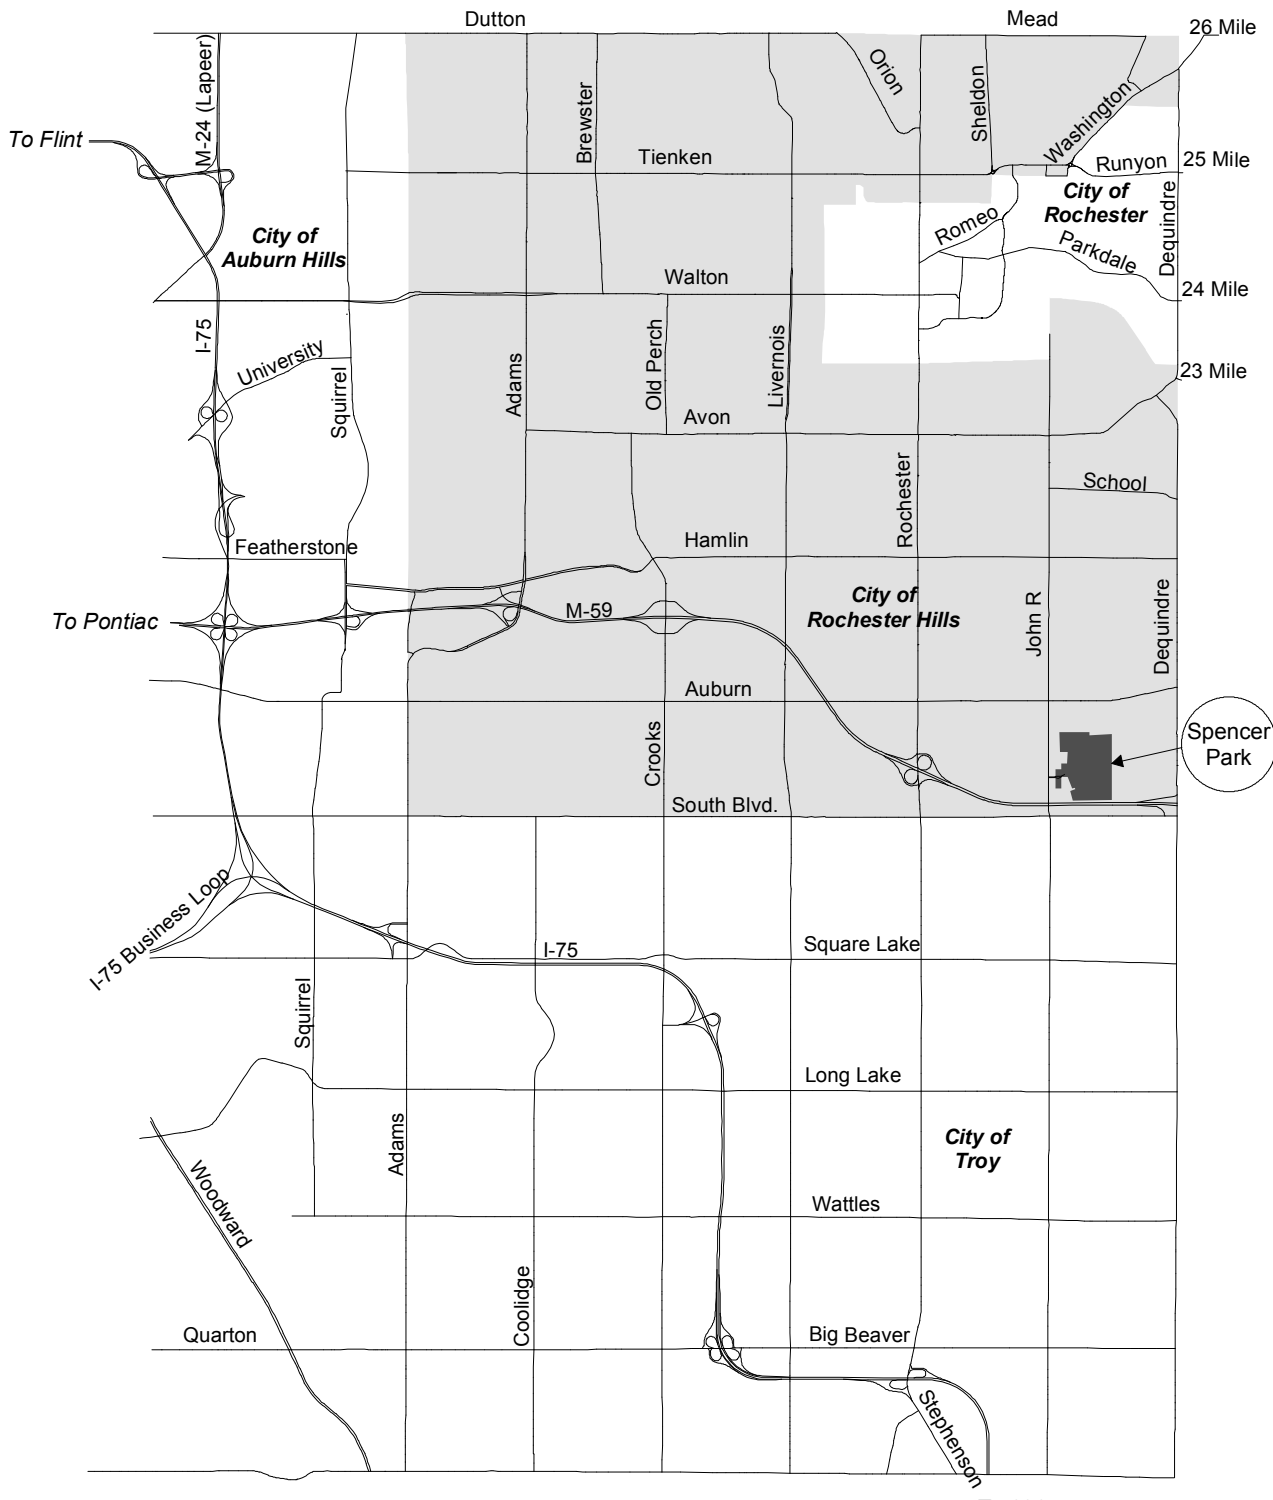 Dutton
Mead
26 Mile
M-24 (Lapeer)
Orion
Sheldon
Brewster
Washington
To Flint
Tienken
Runyon
25 Mile
City of
Rochester
Dequindre
Romeo
Parkdale
City of
Auburn Hills
Walton
24 Mile
I-75
University
Squirrel
Adams
Old Perch
Livernois
23 Mile
Avon
Rochester
School
Featherstone
Hamlin
City of
Rochester Hills
M-59
To Pontiac
John R
Dequindre
Auburn
Crooks
Spencer
Park
South Blvd.
I-75 Business Loop
I-75
Square Lake
Squirrel
Long Lake
Adams
City of
Troy
Woodward
Wattles
Coolidge
Quarton
Big Beaver
Stephenson